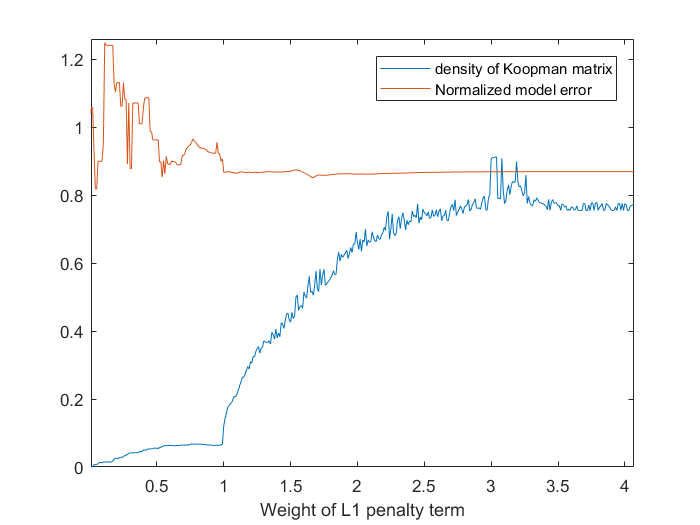 density of Koopman matrix
Normalized model error
1.2
1
0.8
0.6
0.4
0.2
0
0.5 1 1.5 2 2.5 3 3.5 4
Weight of L1 penalty term